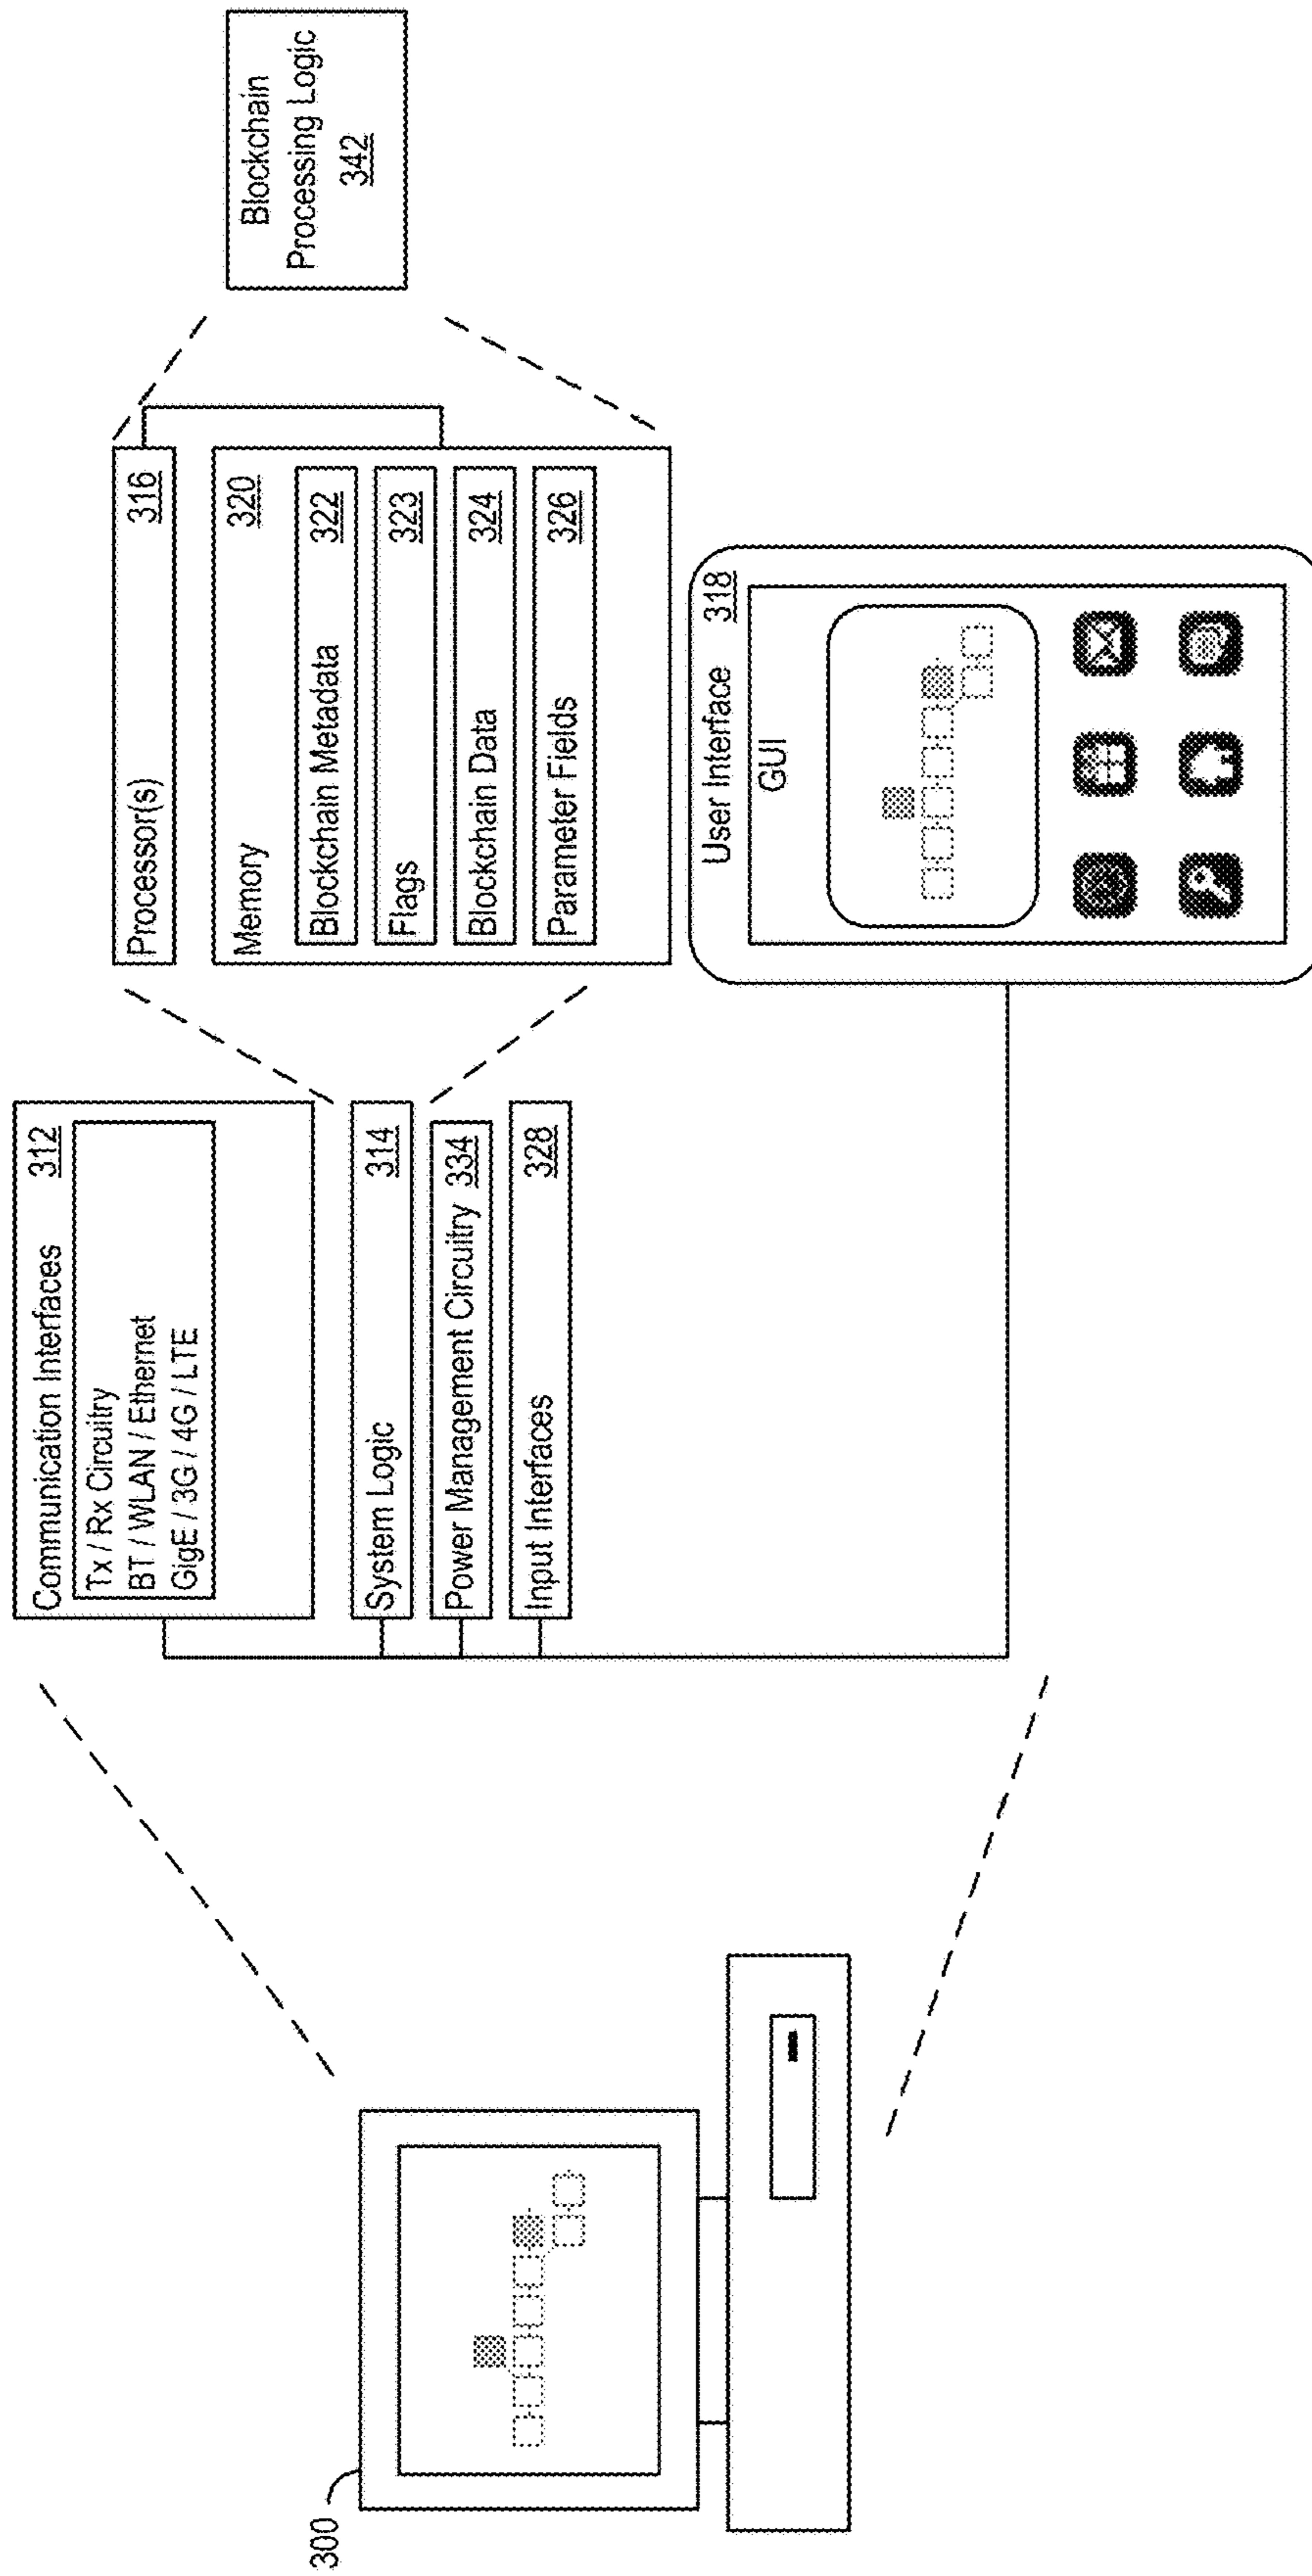 300
Communication Interfaces 312
Tx / Rx Circuitry
BT / WLAN / Ethernet
GigE / 3G / 4G / LTE
System Logic 314
Power Management Circuitry 334
Input Interfaces 328
Processor(s) 316
Memory 320
Blockchain Metadata 322
Flags 323
Blockchain Data 324
Parameter Fields 326
User Interface 318
GUI
Blockchain
Processing Logic
342